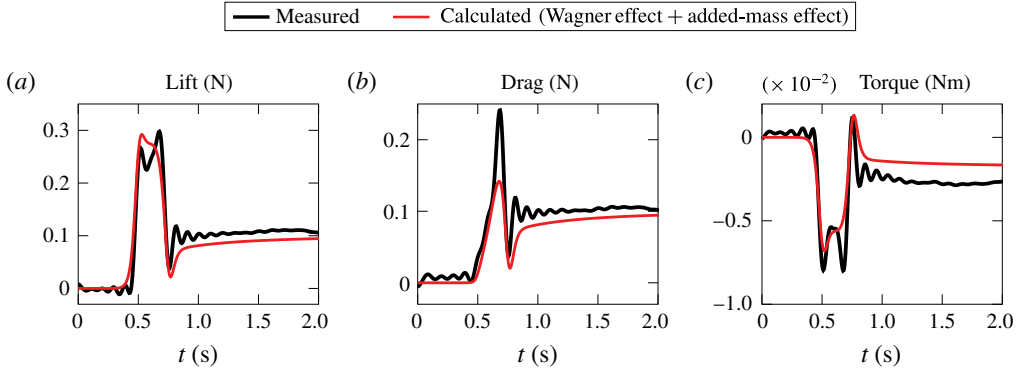 Measured Calculated (Wagner effect + added-mass effect)
(a) Lift (N) (b) Drag (N) (c) (× 10⁻²) Torque (Nm)
0.3
0.2
0.1
0
0 0.5 1.0 1.5 2.0
t (s)
0.2
0.1
0
0 0.5 1.0 1.5 2.0
t (s)
0
−0.5
−1.0
0 0.5 1.0 1.5 2.0
t (s)